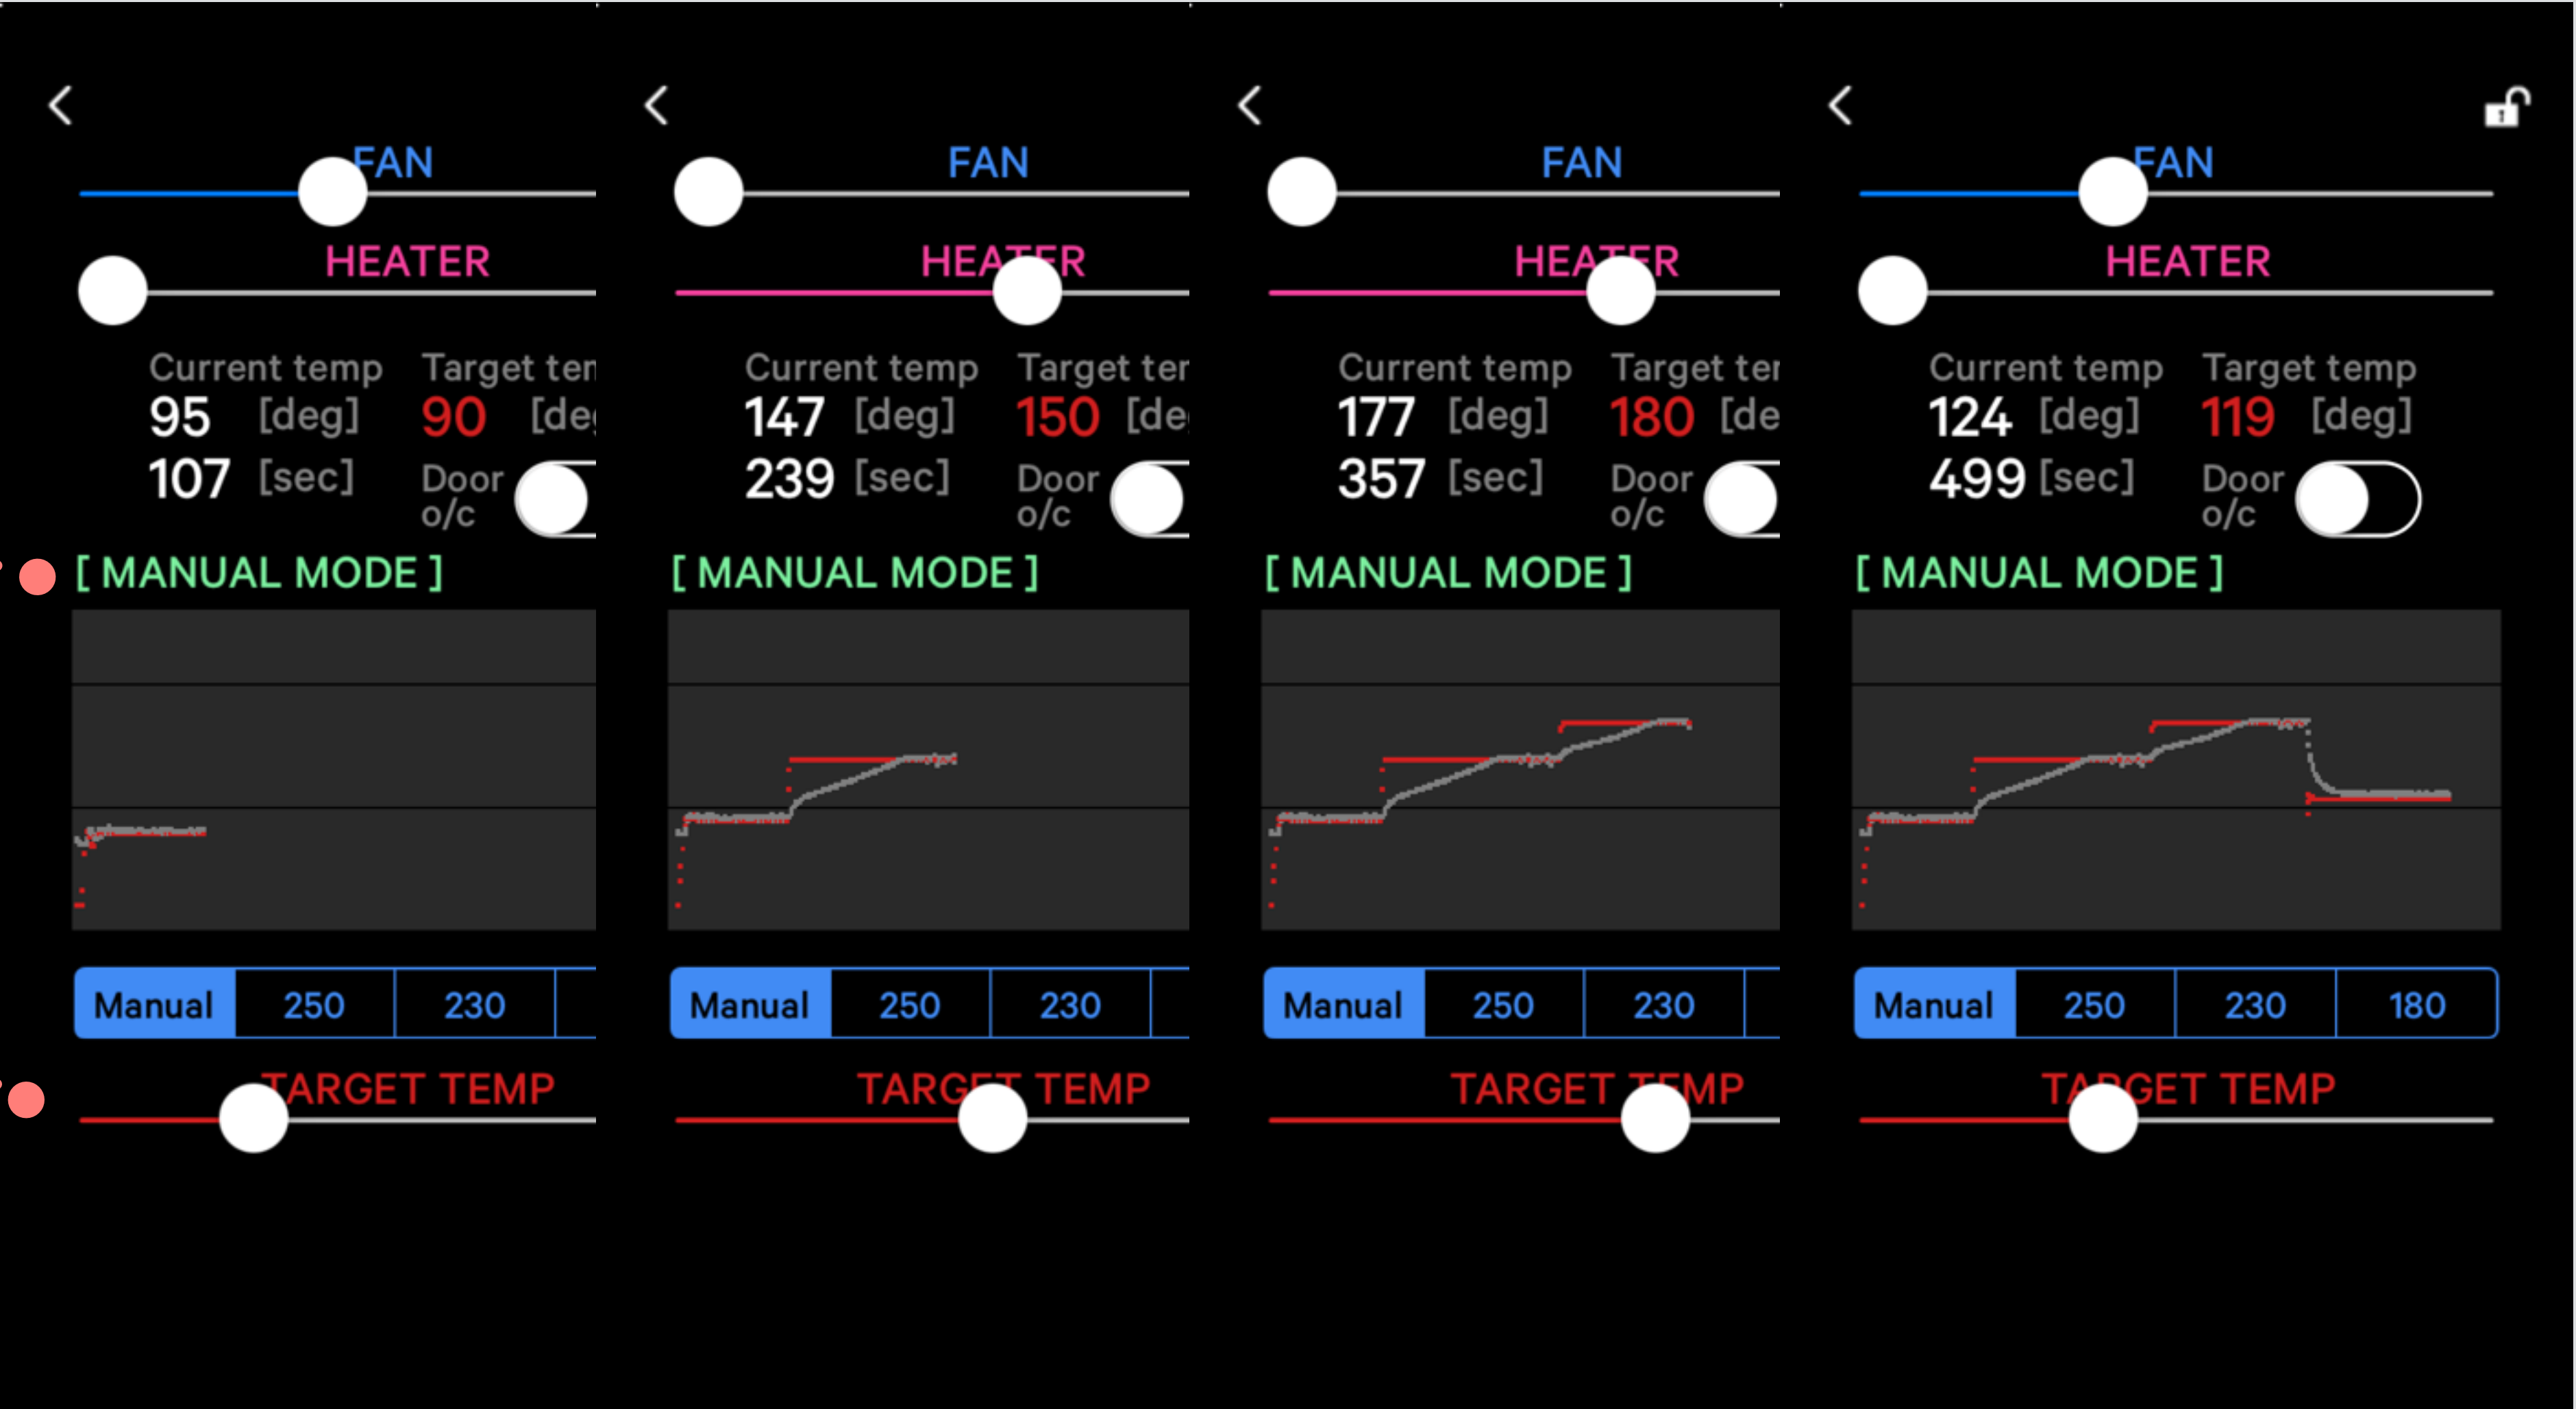 FAN
HEATER
Current temp Target ten
95 [deg] 90 [deg
107 [sec] Door o/c
[ MANUAL MODE ]
Manual 250 230
TARGET TEMP
FAN
HEATER
Current temp Target ter
147 [deg] 150 [de
239 [sec] Door o/c
[ MANUAL MODE ]
Manual 250 230
TARGET TEMP
FAN
HEATER
Current temp Target ter
177 [deg] 180 [de
357 [sec] Door o/c
[ MANUAL MODE ]
Manual 250 230
TARGET TEMP
FAN
HEATER
Current temp Target temp
124 [deg] 119 [deg]
499 [sec] Door o/c
[ MANUAL MODE ]
Manual 250 230 180
TARGET TEMP